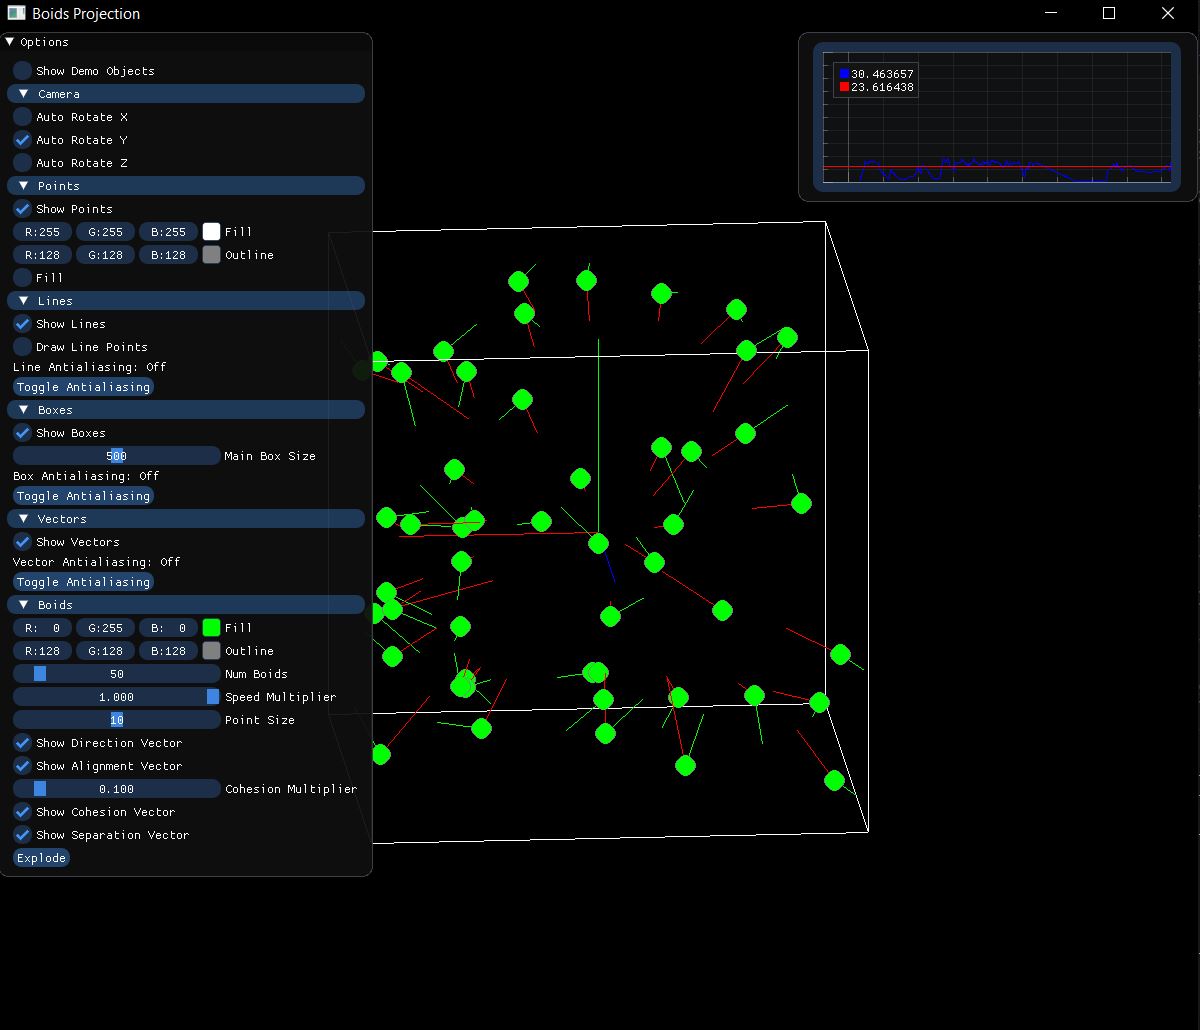 Boids Projection
Options
Show Demo Objects
Camera
Auto Rotate X
Auto Rotate Y
Auto Rotate Z
Points
Show Points
R:255 G:255 B:255 Fill
R:128 G:128 B:128 Outline
Fill
Lines
Show Lines
Draw Line Points
Line Antialiasing: Off
Toggle Antialiasing
Boxes
Show Boxes
500 Main Box Size
Box Antialiasing: Off
Toggle Antialiasing
Vectors
Show Vectors
Vector Antialiasing: Off
Toggle Antialiasing
Boids
R: 0 G:255 B: 0 Fill
R:128 G:128 B:128 Outline
50 Num Boids
1.000 Speed Multiplier
10 Point Size
Show Direction Vector
Show Alignment Vector
0.100 Cohesion Multiplier
Show Cohesion Vector
Show Separation Vector
Explode
30.463657
23.616438